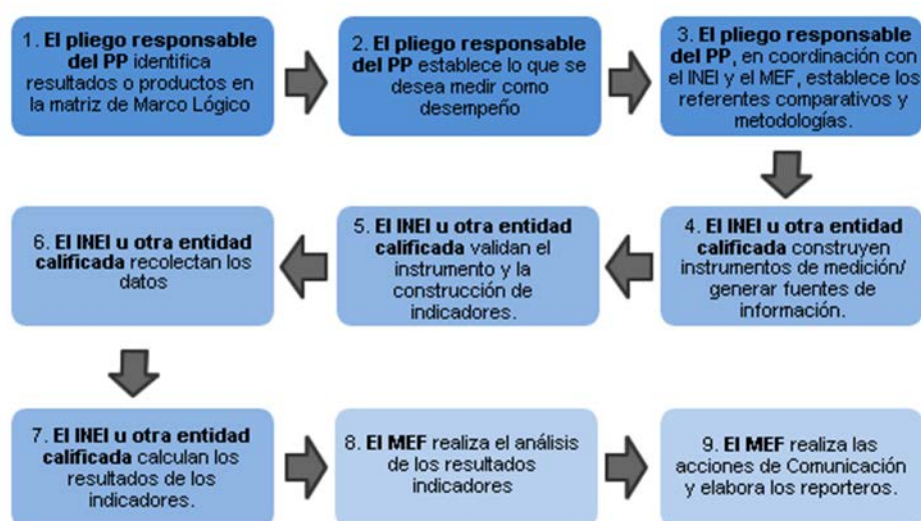 1. El pliego responsable
del PP identifica
resultados o productos en
la matriz de Marco Lógico
2. El pliego responsable
del PP establece lo que se
desea medir como
desempeño
3. El pliego responsable
del PP, en coordinación con
el INEI y el MEF, establece los
referentes comparativos y
metodologías.
4. El INEI u otra entidad
calificada construyen
instrumentos de medición/
generar fuentes de
información.
5. El INEI u otra entidad
calificada validan el
instrumento y la
construcción de
indicadores.
6. El INEI u otra entidad
calificada recolectan los
datos
7. El INEI u otra entidad
calificada calculan los
resultados de los
indicadores.
8. El MEF realiza el análisis
de los resultados
indicadores
9. El MEF realiza las
acciones de Comunicación
y elabora los reporteros.